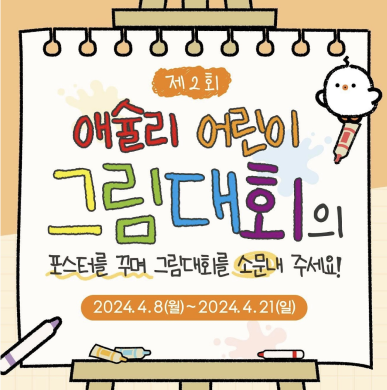 제2회
애슐리 어린이
그림대회의
포스터를 꾸며 그림대회를 소문내 주세요!
2024.4.8(월)~2024.4.21(일)